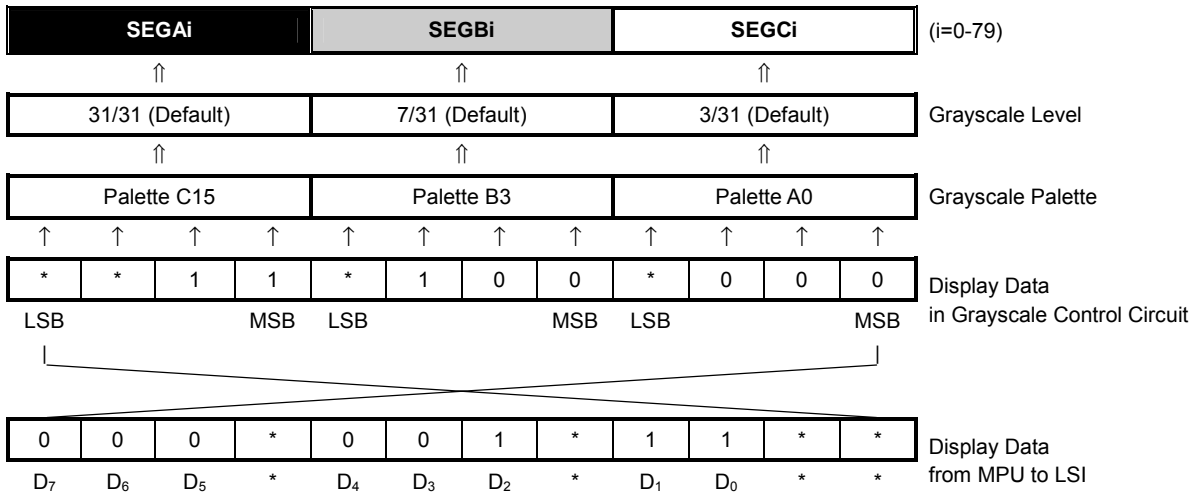 SEGAi SEGBi SEGCi (i=0-79)
⇑ ⇑ ⇑
31/31 (Default) 7/31 (Default) 3/31 (Default) Grayscale Level
⇑ ⇑ ⇑
Palette C15 Palette B3 Palette A0 Grayscale Palette
↑ ↑ ↑ ↑ ↑ ↑ ↑ ↑ ↑ ↑ ↑ ↑
* * 1 1 * 1 0 0 * 0 0 0 Display Data
LSB MSB LSB MSB LSB MSB in Grayscale Control Circuit
0 0 0 * 0 0 1 * 1 1 * * Display Data
D₇ D₆ D₅ * D₄ D₃ D₂ * D₁ D₀ * * from MPU to LSI